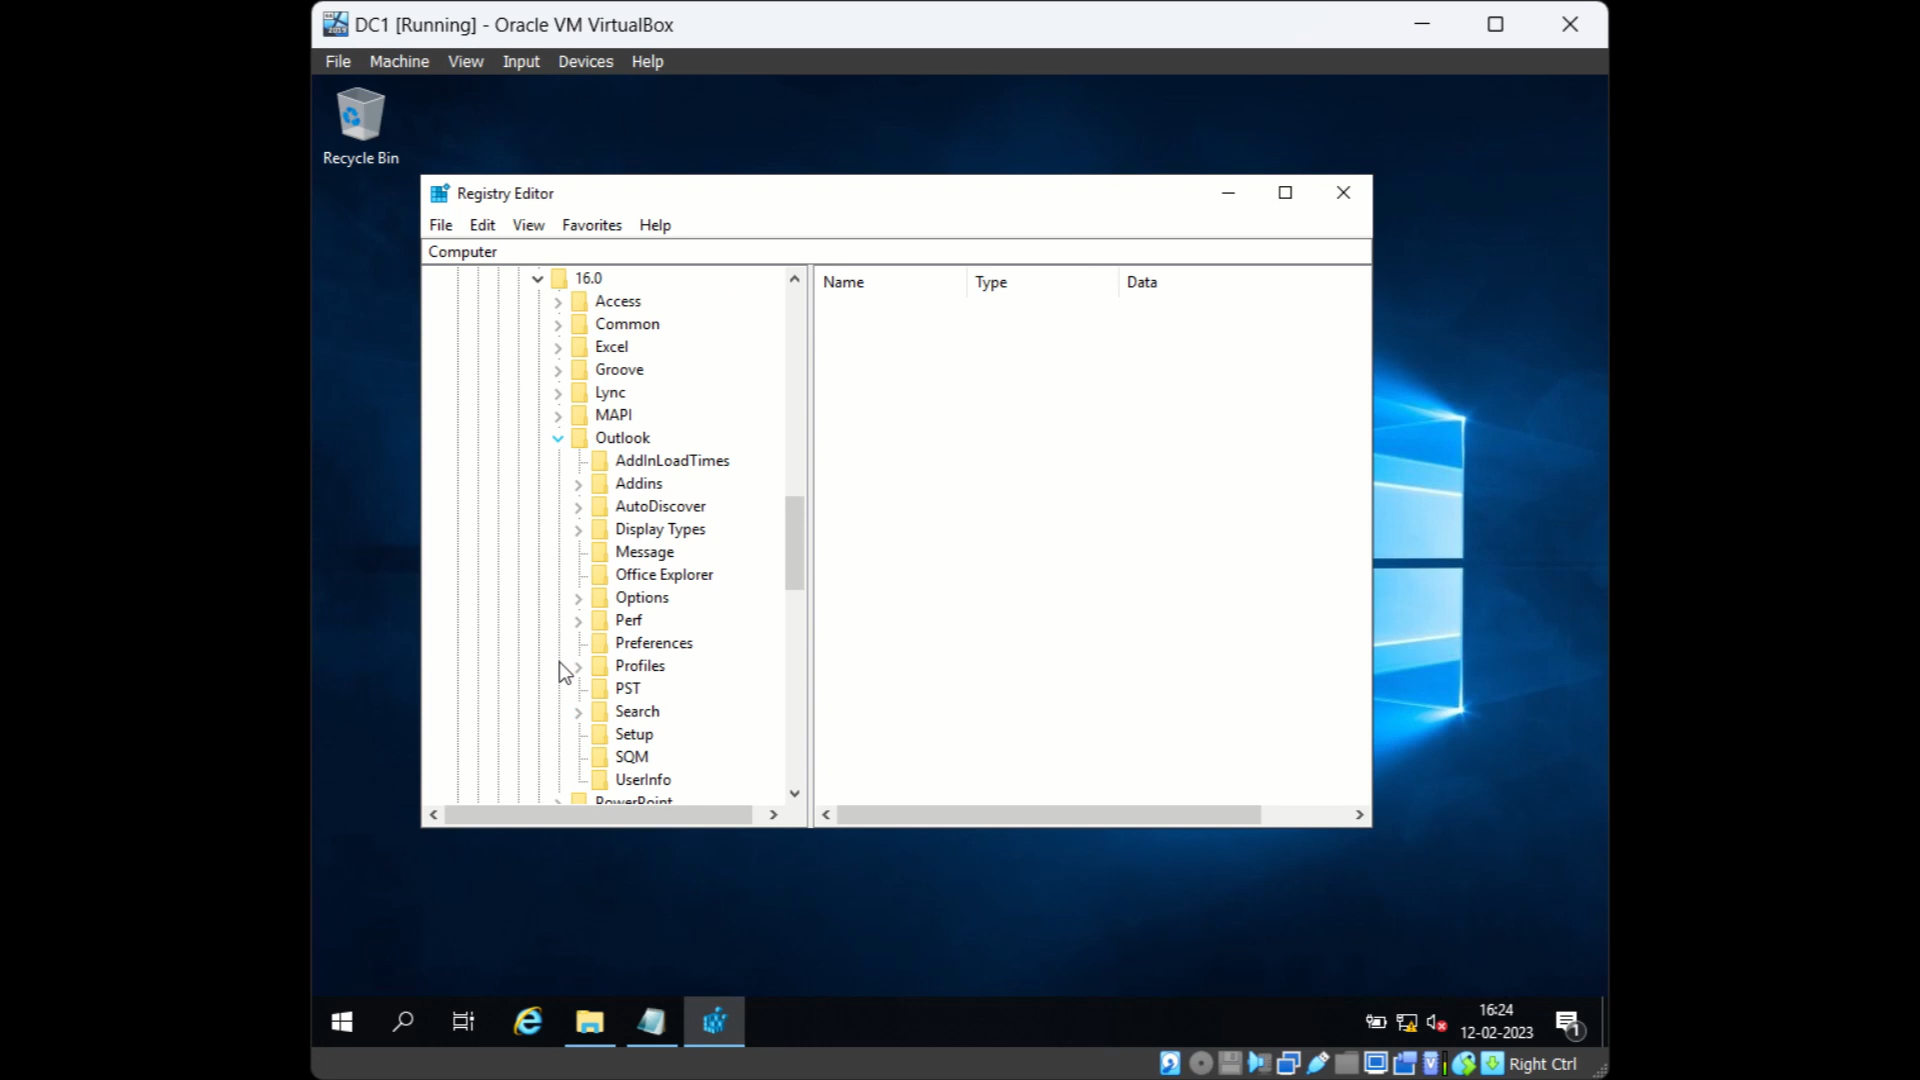 DC1 [Running] - Oracle VM VirtualBox
File Machine View Input Devices Help
Recycle Bin
Registry Editor
File Edit View Favorites Help
Computer
16.0
Access
Common
Excel
Groove
Lync
MAPI
Outlook
AddInLoadTimes
Addins
AutoDiscover
Display Types
Message
Office Explorer
Options
Perf
Preferences
Profiles
PST
Search
Setup
SQM
UserInfo
PowerPoint
Name Type Data
16:24
12-02-2023
1
Right Ctrl